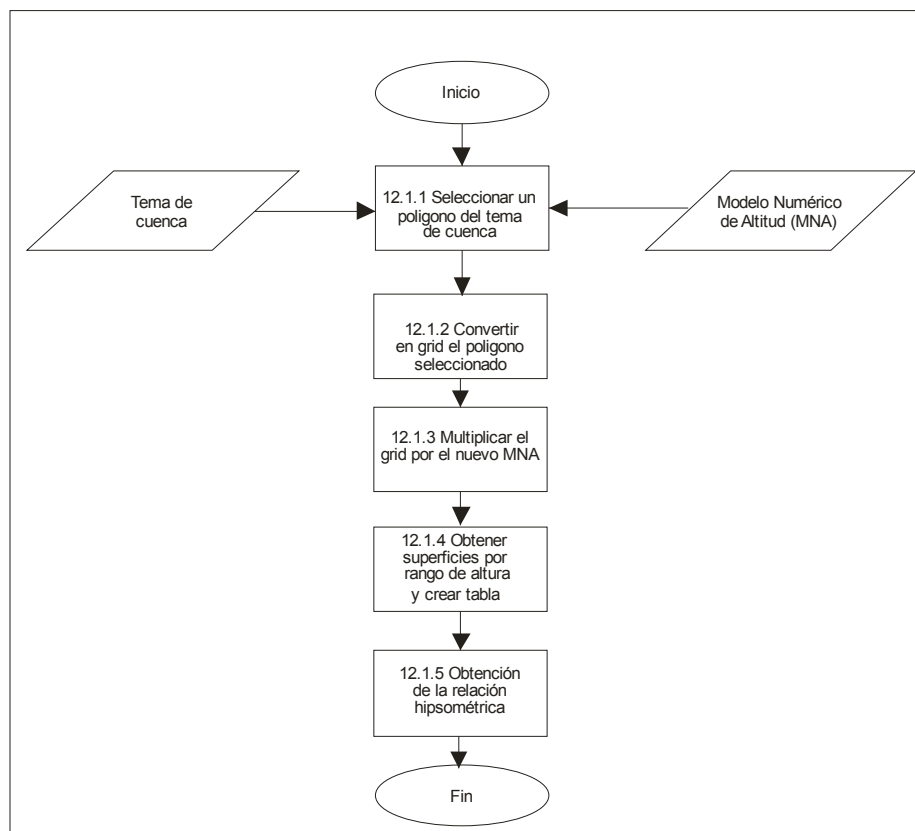 Inicio
Tema de
cuenca
12.1.1 Seleccionar un
poligono del tema
de cuenca
Modelo Numérico
de Altitud (MNA)
12.1.2 Convertir
en grid el poligono
seleccionado
12.1.3 Multiplicar el
grid por el nuevo MNA
12.1.4 Obtener
superficies por
rango de altura
y crear tabla
12.1.5 Obtención
de la relación
hipsométrica
Fin